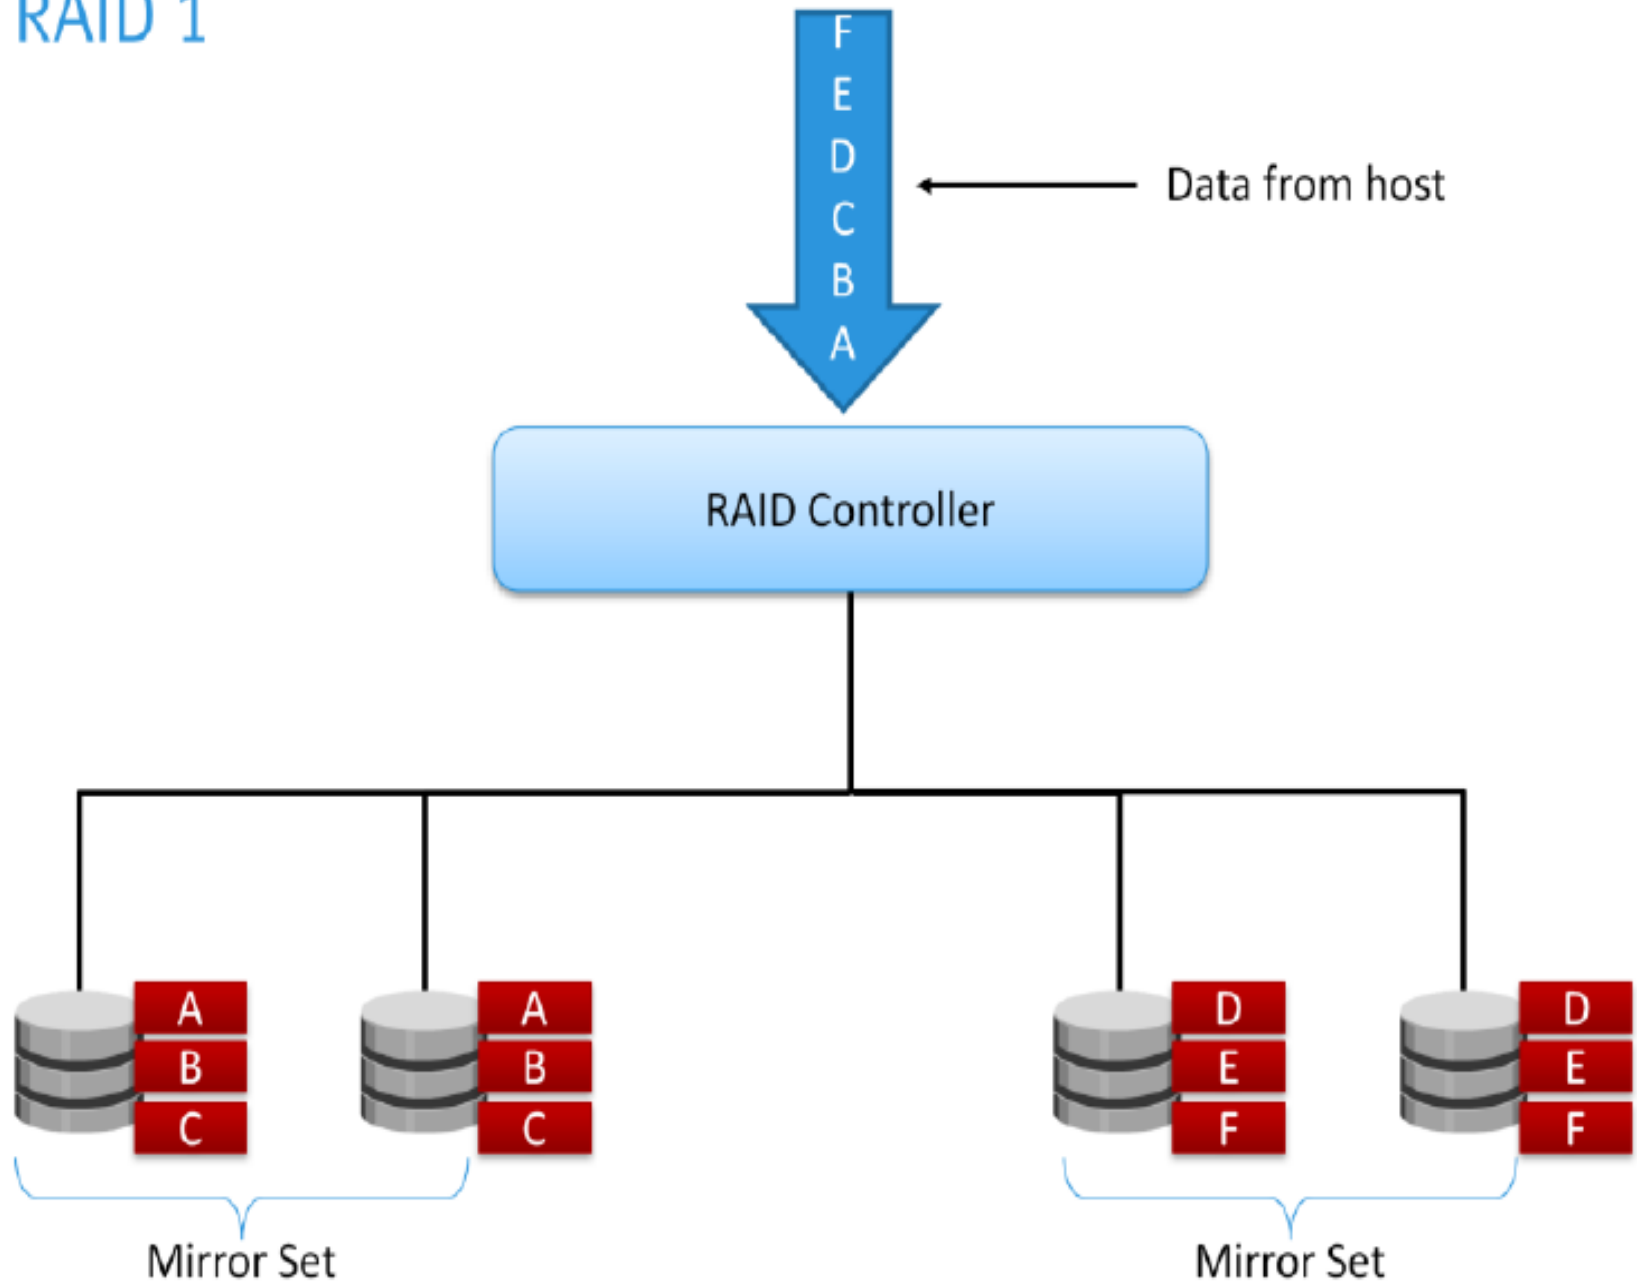 RAID 1
F
E
D
C
B
A
Data from host
RAID Controller
A
B
C
A
B
C
D
E
F
D
E
F
Mirror Set
Mirror Set